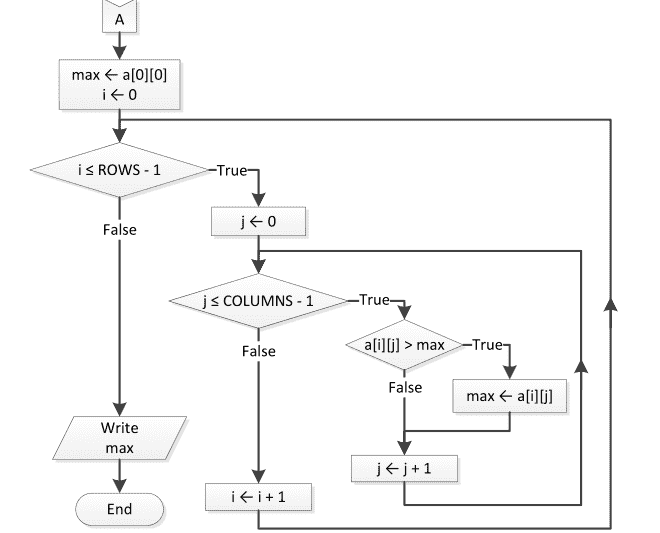 A
max ← a[0][0]
i ← 0
i ≤ ROWS - 1
True
j ← 0
False
j ≤ COLUMNS - 1
True
a[i][j] > max
True
False
False
max ← a[i][j]
Write
max
j ← j + 1
i ← i + 1
End